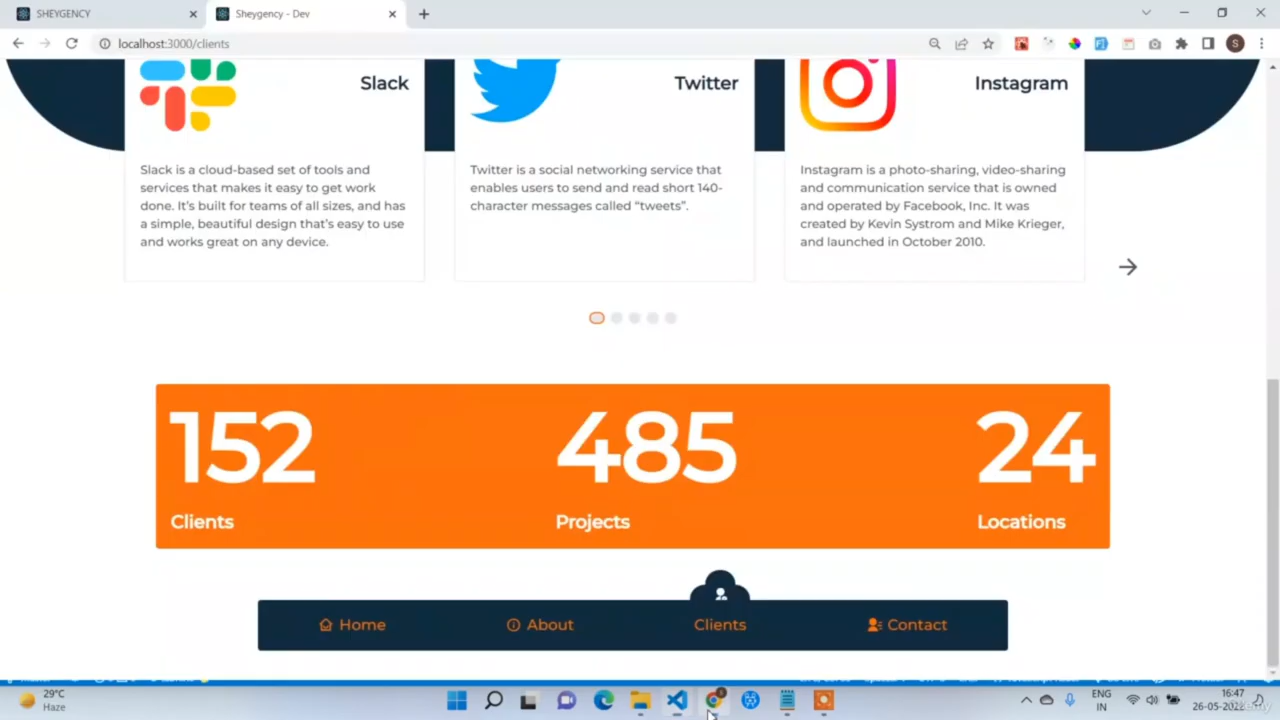 SHEYGENCY
Sheygency - Dev
localhost:3000/clients
S
Slack
Twitter
Instagram
Slack is a cloud-based set of tools and
services that makes it easy to get work
done. It's built for teams of all sizes, and has
a simple, beautiful design that's easy to use
and works great on any device.
Twitter is a social networking service that
enables users to send and read short 140-
character messages called “tweets”.
Instagram is a photo-sharing, video-sharing
and communication service that is owned
and operated by Facebook, Inc. It was
created by Kevin Systrom and Mike Krieger,
and launched in October 2010.
152
Clients
485
Projects
24
Locations
Home
About
Clients
Contact
29°C
Haze
ENG
IN
16:47
26-05-2022